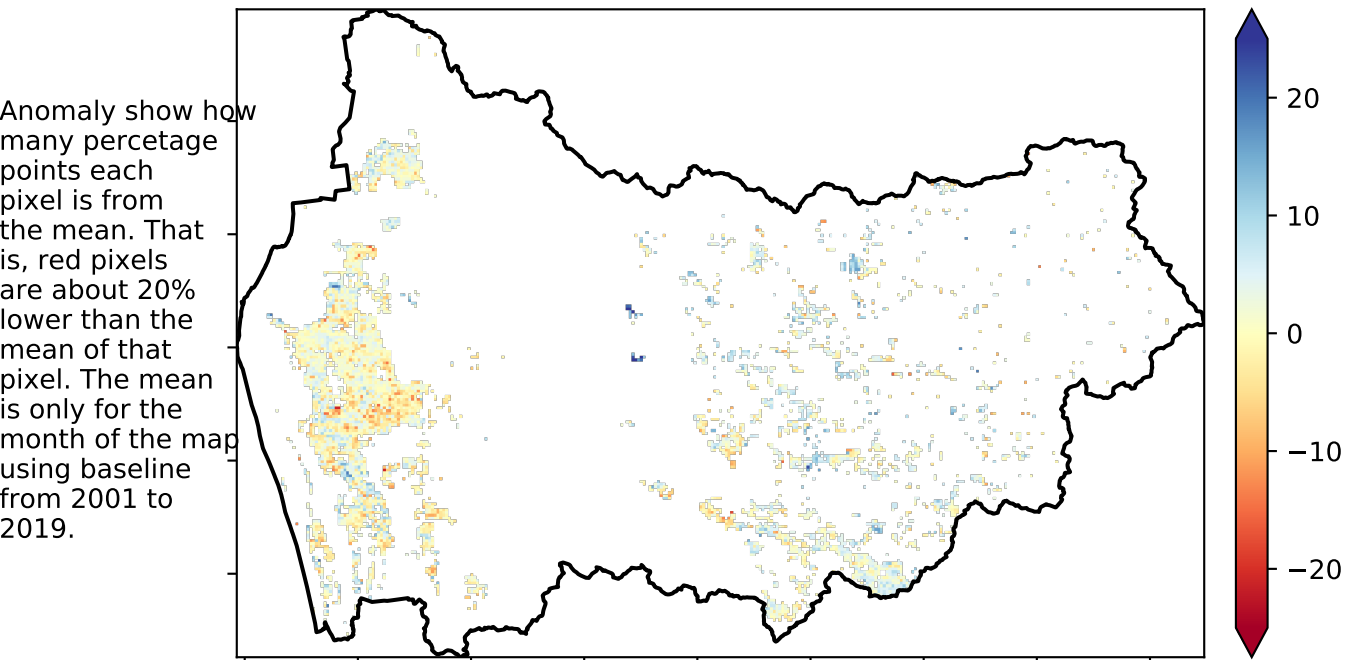 Anomaly show how
many percetage
points each
pixel is from
the mean. That
is, red pixels
are about 20%
lower than the
mean of that
pixel. The mean
is only for the
month of the map
using baseline
from 2001 to
2019.
20
10
0
−10
−20